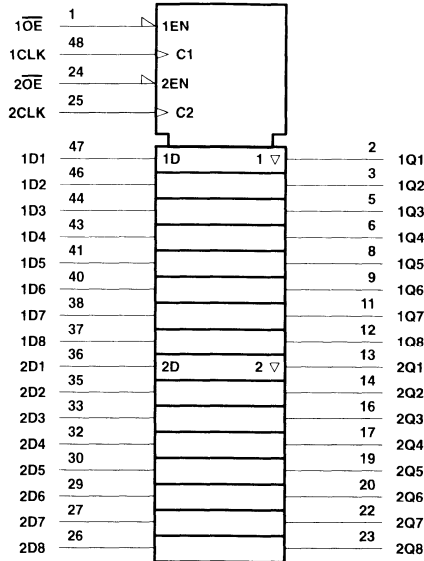 1O̅E̅ 1 1EN
1CLK 48 C1
2O̅E̅ 24 2EN
2CLK 25 C2
1D1 47 1D 1 ▽ 2 1Q1
1D2 46 3 1Q2
1D3 44 5 1Q3
1D4 43 6 1Q4
1D5 41 8 1Q5
1D6 40 9 1Q6
1D7 38 11 1Q7
1D8 37 12 1Q8
2D1 36 2D 2 ▽ 13 2Q1
2D2 35 14 2Q2
2D3 33 16 2Q3
2D4 32 17 2Q4
2D5 30 19 2Q5
2D6 29 20 2Q6
2D7 27 22 2Q7
2D8 26 23 2Q8